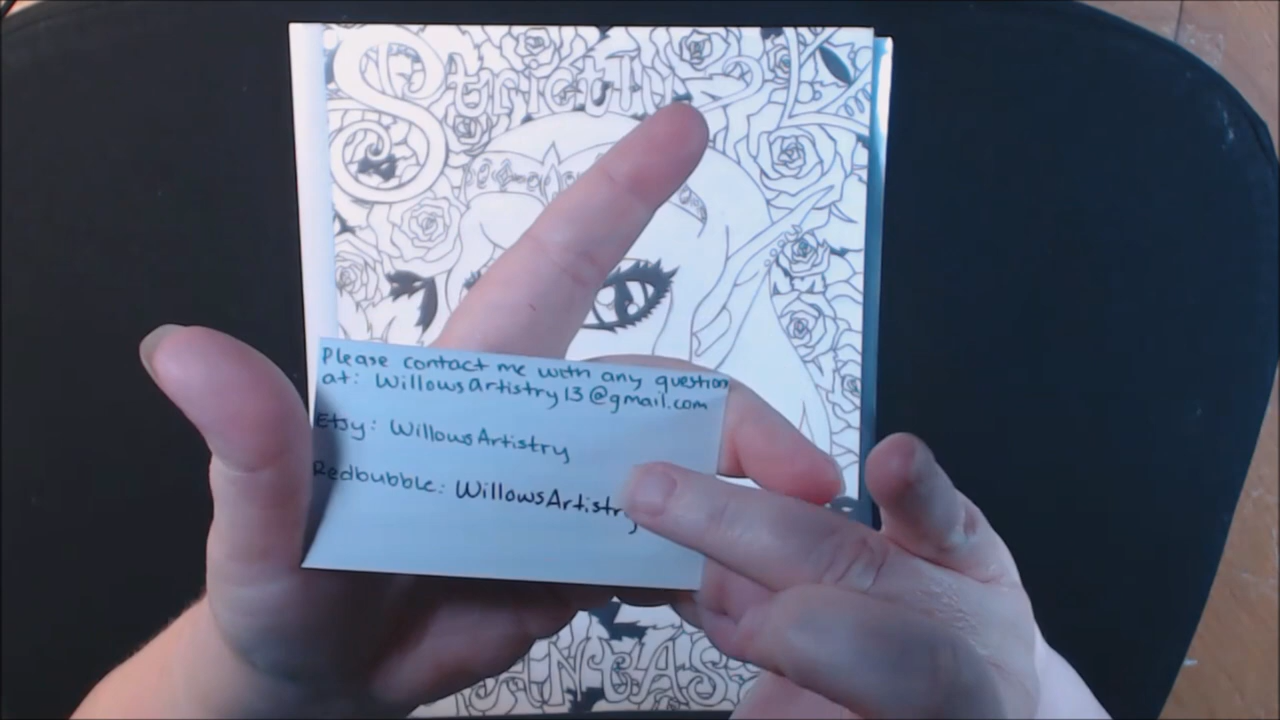 Strictly
Please contact me with any question
at: WillowsArtistry13@gmail.com
Etsy: WillowsArtistry
Redbubble: WillowsArtistry